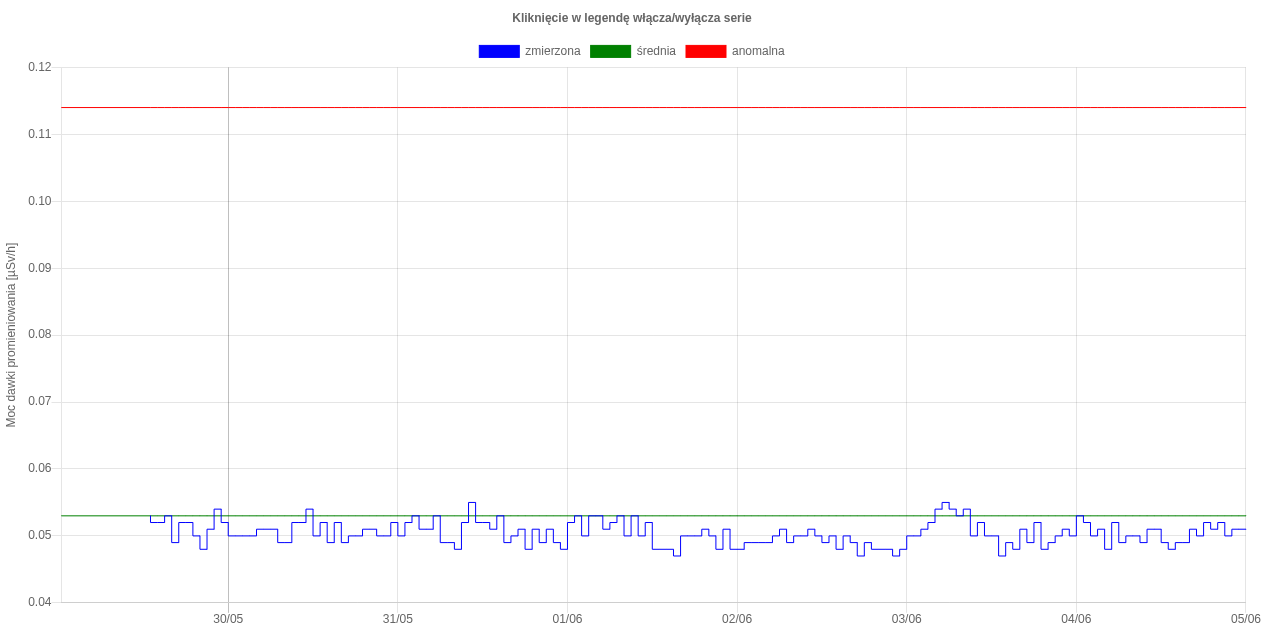 Kliknięcie w legendę włącza/wyłącza serie
zmierzona średnia anomalna
Moc dawki promieniowania [µSv/h]
0.12
0.11
0.10
0.09
0.08
0.07
0.06
0.05
0.04
30/05 31/05 01/06 02/06 03/06 04/06 05/06